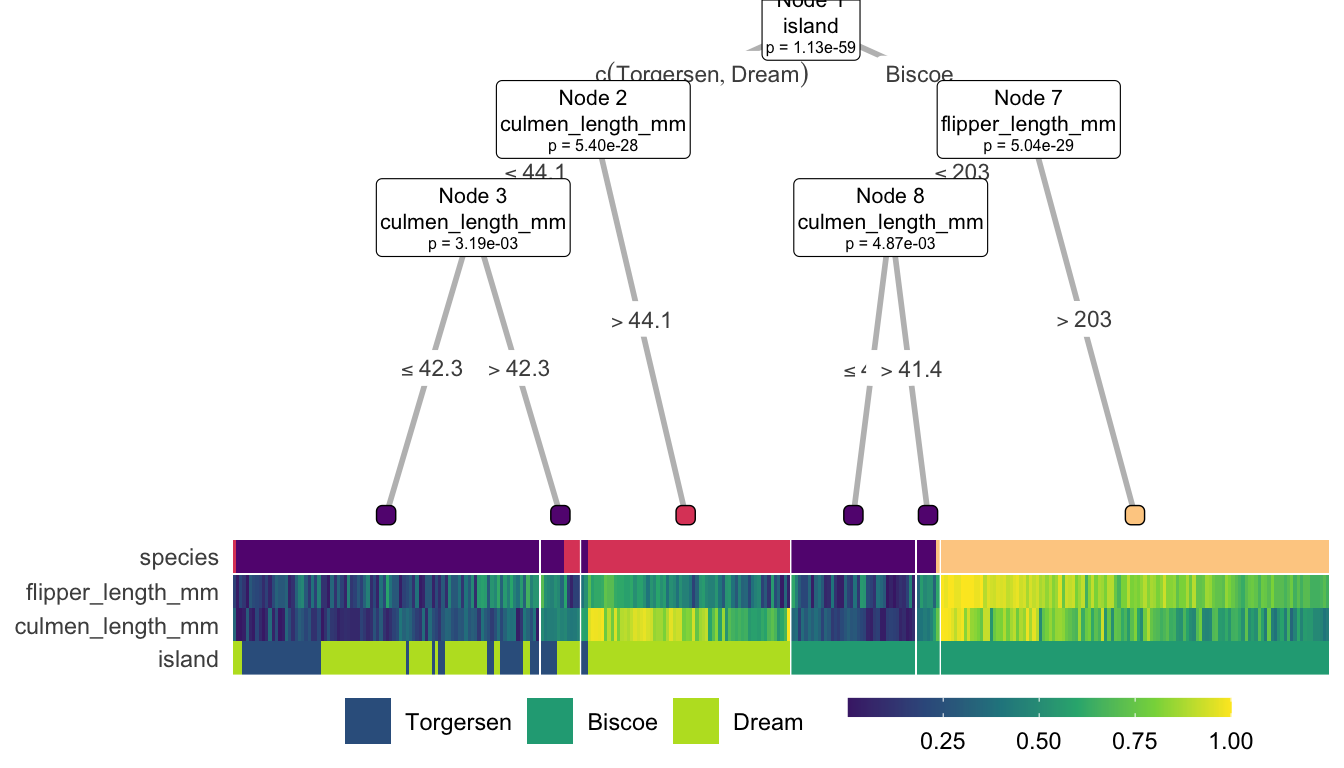 Node 1
island
p = 1.13e-59
c(Torgersen, Dream)
Biscoe
Node 2
culmen_length_mm
p = 5.40e-28
Node 7
flipper_length_mm
p = 5.04e-29
≤ 44.1
≤ 203
Node 3
culmen_length_mm
p = 3.19e-03
Node 8
culmen_length_mm
p = 4.87e-03
> 44.1
> 203
≤ 42.3
> 42.3
≤
> 41.4
species
flipper_length_mm
culmen_length_mm
island
Torgersen
Biscoe
Dream
0.25 0.50 0.75 1.00